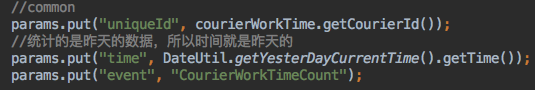 //common
params.put("uniqueId", courierWorkTime.getCourierId());
//统计的是昨天的数据，所以时间就是昨天的
params.put("time", DateUtil.getYesterDayCurrentTime().getTime());
params.put("event", "CourierWorkTimeCount");